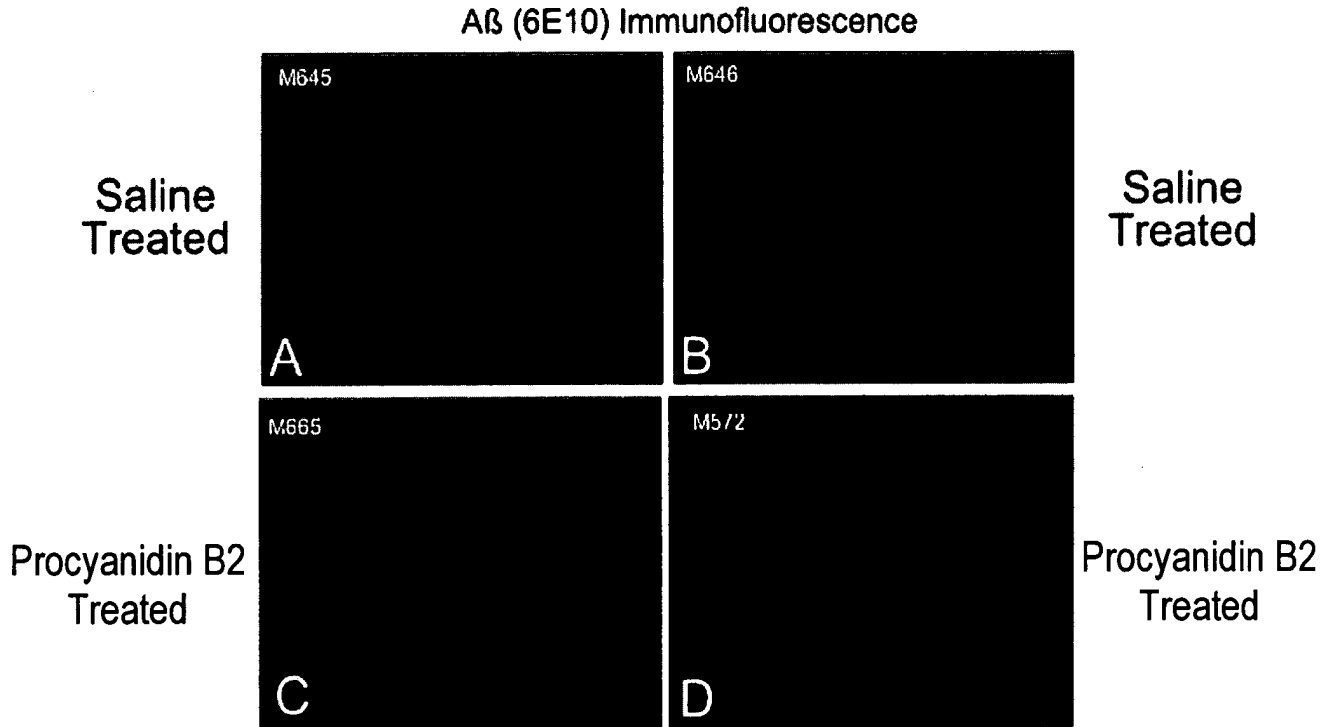 Aß (6E10) Immunofluorescence
M645
M646
Saline
Treated
Saline
Treated
A
B
M665
M572
Procyanidin B2
Treated
Procyanidin B2
Treated
C
D